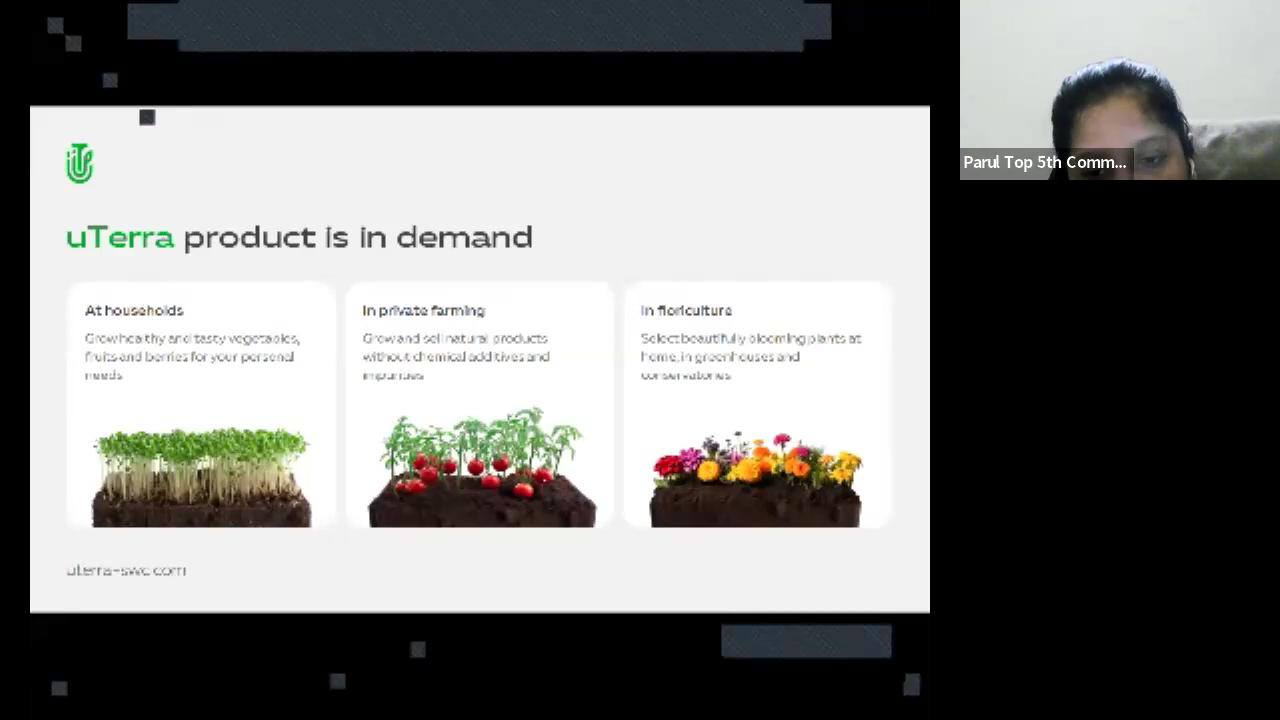 uTerra product is in demand
At households
Grow healthy and tasty vegetables,
fruits and berries for your personal
needs
In private farming
Grow and sell natural products
without chemical additives and
impurities
In floriculture
Select beautifully blooming plants at
home, in greenhouses and
conservatories
uterra-swc.com
Parul Top 5th Comm...